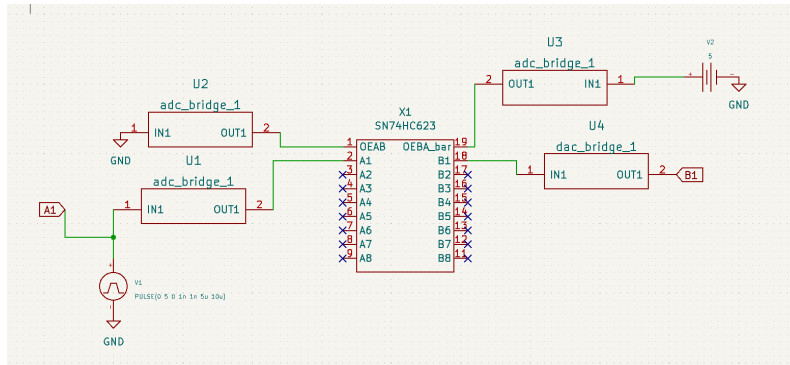 U2
adc_bridge_1
1 IN1 OUT1 2
GND
U1
adc_bridge_1
1 IN1 OUT1 2
A1
+
V1
PULSE(0 5 0 1n 1n 5u 10u)
-
GND
X1
SN74HC623
1 OEAB OEBA_bar 19
2 A1 B1 18
3 A2 B2 17
4 A3 B3 16
5 A4 B4 15
6 A5 B5 14
7 A6 B6 13
8 A7 B7 12
9 A8 B8 11
U3
adc_bridge_1
2 OUT1 IN1 1
V2
5
+ -
GND
U4
dac_bridge_1
1 IN1 OUT1 2
B1